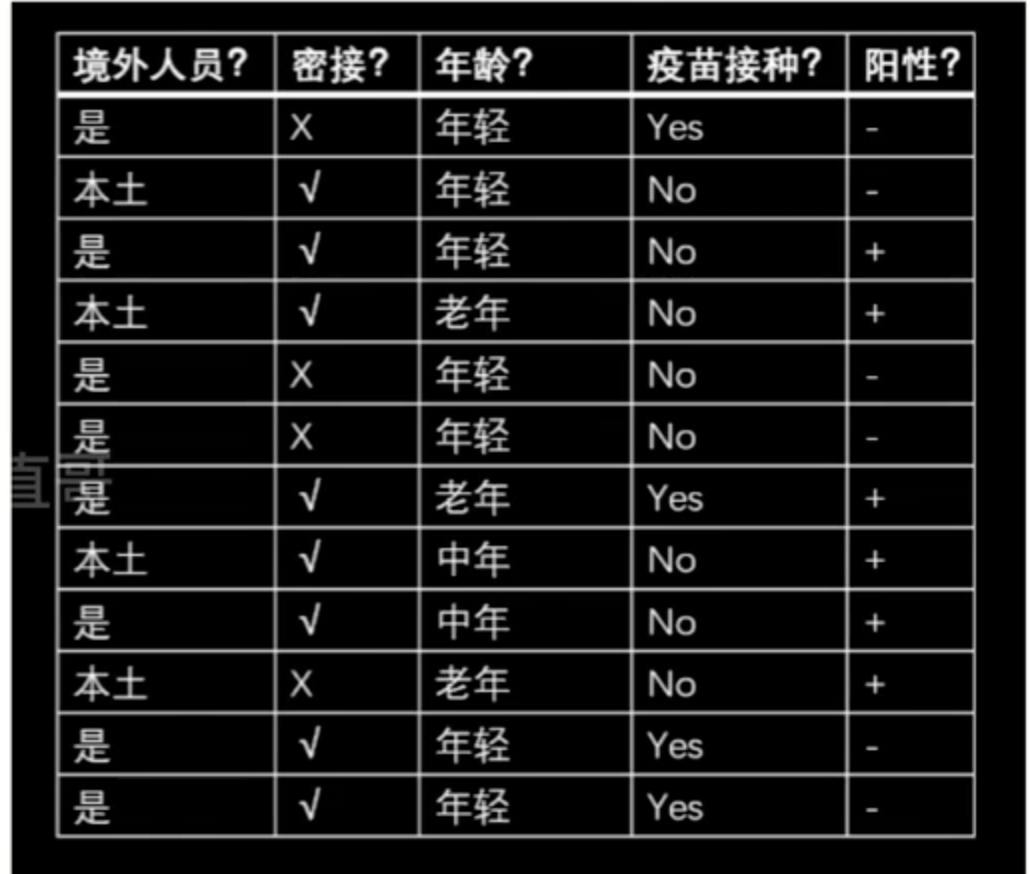 境外人员? 密接? 年龄? 疫苗接种? 阳性?
是 X 年轻 Yes -
本土 √ 年轻 No -
是 √ 年轻 No +
本土 √ 老年 No +
是 X 年轻 No -
是 X 年轻 No -
直哥
是 √ 老年 Yes +
本土 √ 中年 No +
是 √ 中年 No +
本土 X 老年 No +
是 √ 年轻 Yes -
是 √ 年轻 Yes -